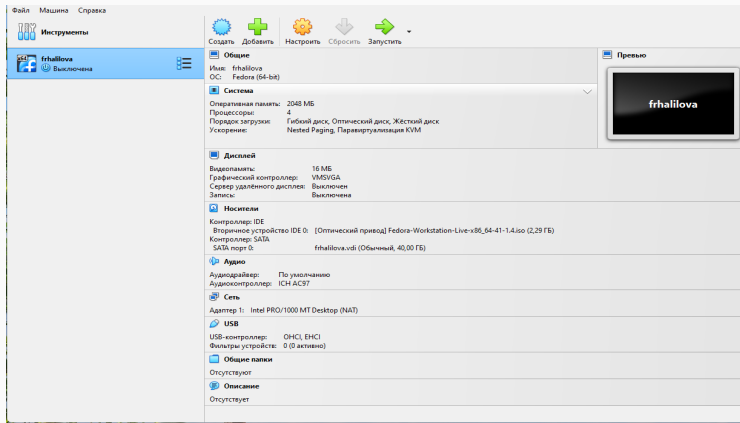 Файл Машина Справка
Инструменты
Создать Добавить Настроить Сбросить Запустить
x64
frhalilova
Выключена
Общие
Имя: frhalilova
ОС: Fedora (64-bit)
Превью
frhalilova
Система
Оперативная память: 2048 МБ
Процессоры: 4
Порядок загрузки: Гибкий диск, Оптический диск, Жёсткий диск
Ускорение: Nested Paging, Паравиртуализация KVM
Дисплей
Видеопамять: 16 МБ
Графический контроллер: VMSVGA
Сервер удалённого дисплея: Выключен
Запись: Выключена
Носители
Контроллер: IDE
Вторичное устройство IDE 0: [Оптический привод] Fedora-Workstation-Live-x86_64-41-1.4.iso (2,29 ГБ)
Контроллер: SATA
SATA порт 0: frhalilova.vdi (Обычный, 40,00 ГБ)
Аудио
Аудиодрайвер: По умолчанию
Аудиоконтроллер: ICH AC97
Сеть
Адаптер 1: Intel PRO/1000 MT Desktop (NAT)
USB
USB-контроллер: OHCI, EHCI
Фильтры устройств: 0 (0 активно)
Общие папки
Отсутствуют
Описание
Отсутствует